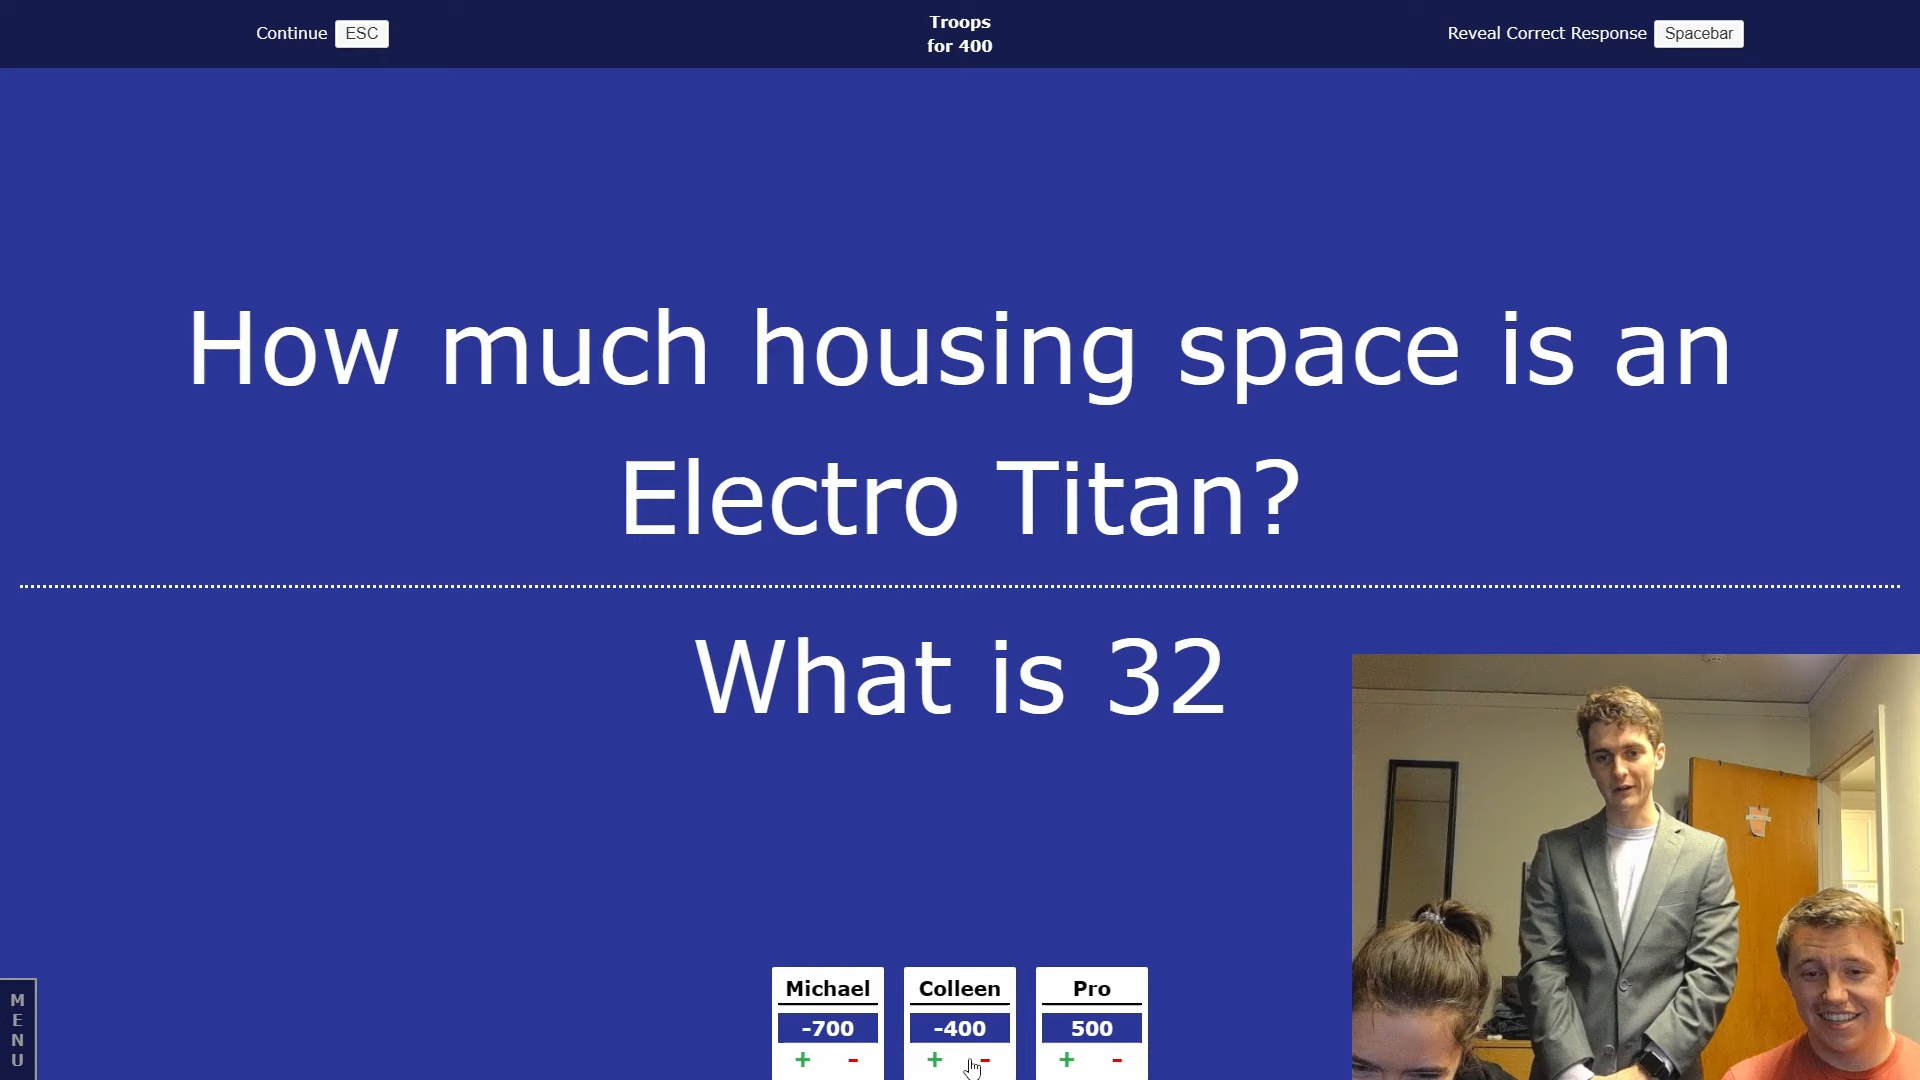 Continue ESC
Troops
for 400
Reveal Correct Response Spacebar
How much housing space is an
Electro Titan?
What is 32
MENU
Michael Colleen Pro
-700 -400 500
+ - + - + -